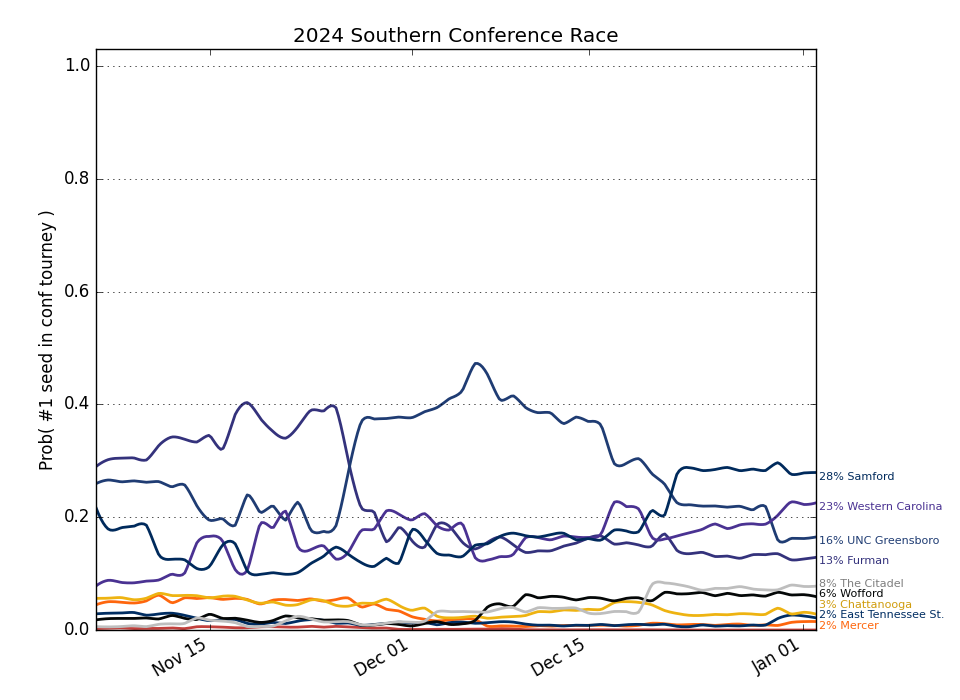 2024 Southern Conference Race
Prob( #1 seed in conf tourney )
1.0
0.8
0.6
0.4
0.2
0.0
Nov 15
Dec 01
Dec 15
Jan 01
28% Samford
23% Western Carolina
16% UNC Greensboro
13% Furman
8% The Citadel
6% Wofford
3% Chattanooga
2% East Tennessee St.
2% Mercer